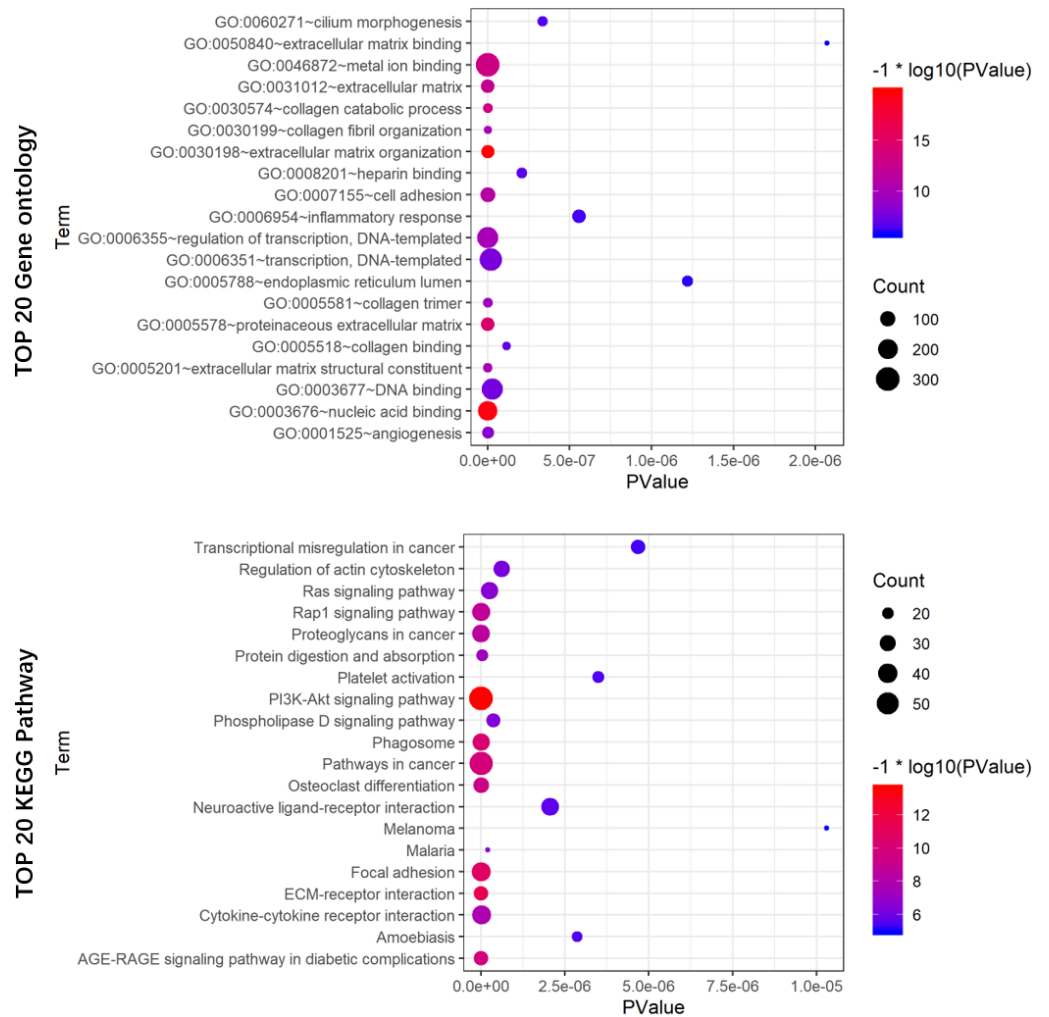 TOP 20 Gene ontology
Term
GO:0060271~cilium morphogenesis
GO:0050840~extracellular matrix binding
GO:0046872~metal ion binding
GO:0031012~extracellular matrix
GO:0030574~collagen catabolic process
GO:0030199~collagen fibril organization
GO:0030198~extracellular matrix organization
GO:0008201~heparin binding
GO:0007155~cell adhesion
GO:0006954~inflammatory response
GO:0006355~regulation of transcription, DNA-templated
GO:0006351~transcription, DNA-templated
GO:0005788~endoplasmic reticulum lumen
GO:0005581~collagen trimer
GO:0005578~proteinaceous extracellular matrix
GO:0005518~collagen binding
GO:0005201~extracellular matrix structural constituent
GO:0003677~DNA binding
GO:0003676~nucleic acid binding
GO:0001525~angiogenesis
0.0e+00 5.0e-07 1.0e-06 1.5e-06 2.0e-06
PValue
-1 * log10(PValue)
15
10
Count
100
200
300
TOP 20 KEGG Pathway
Term
Transcriptional misregulation in cancer
Regulation of actin cytoskeleton
Ras signaling pathway
Rap1 signaling pathway
Proteoglycans in cancer
Protein digestion and absorption
Platelet activation
PI3K-Akt signaling pathway
Phospholipase D signaling pathway
Phagosome
Pathways in cancer
Osteoclast differentiation
Neuroactive ligand-receptor interaction
Melanoma
Malaria
Focal adhesion
ECM-receptor interaction
Cytokine-cytokine receptor interaction
Amoebiasis
AGE-RAGE signaling pathway in diabetic complications
0.0e+00 2.5e-06 5.0e-06 7.5e-06 1.0e-05
PValue
Count
20
30
40
50
-1 * log10(PValue)
12
10
8
6